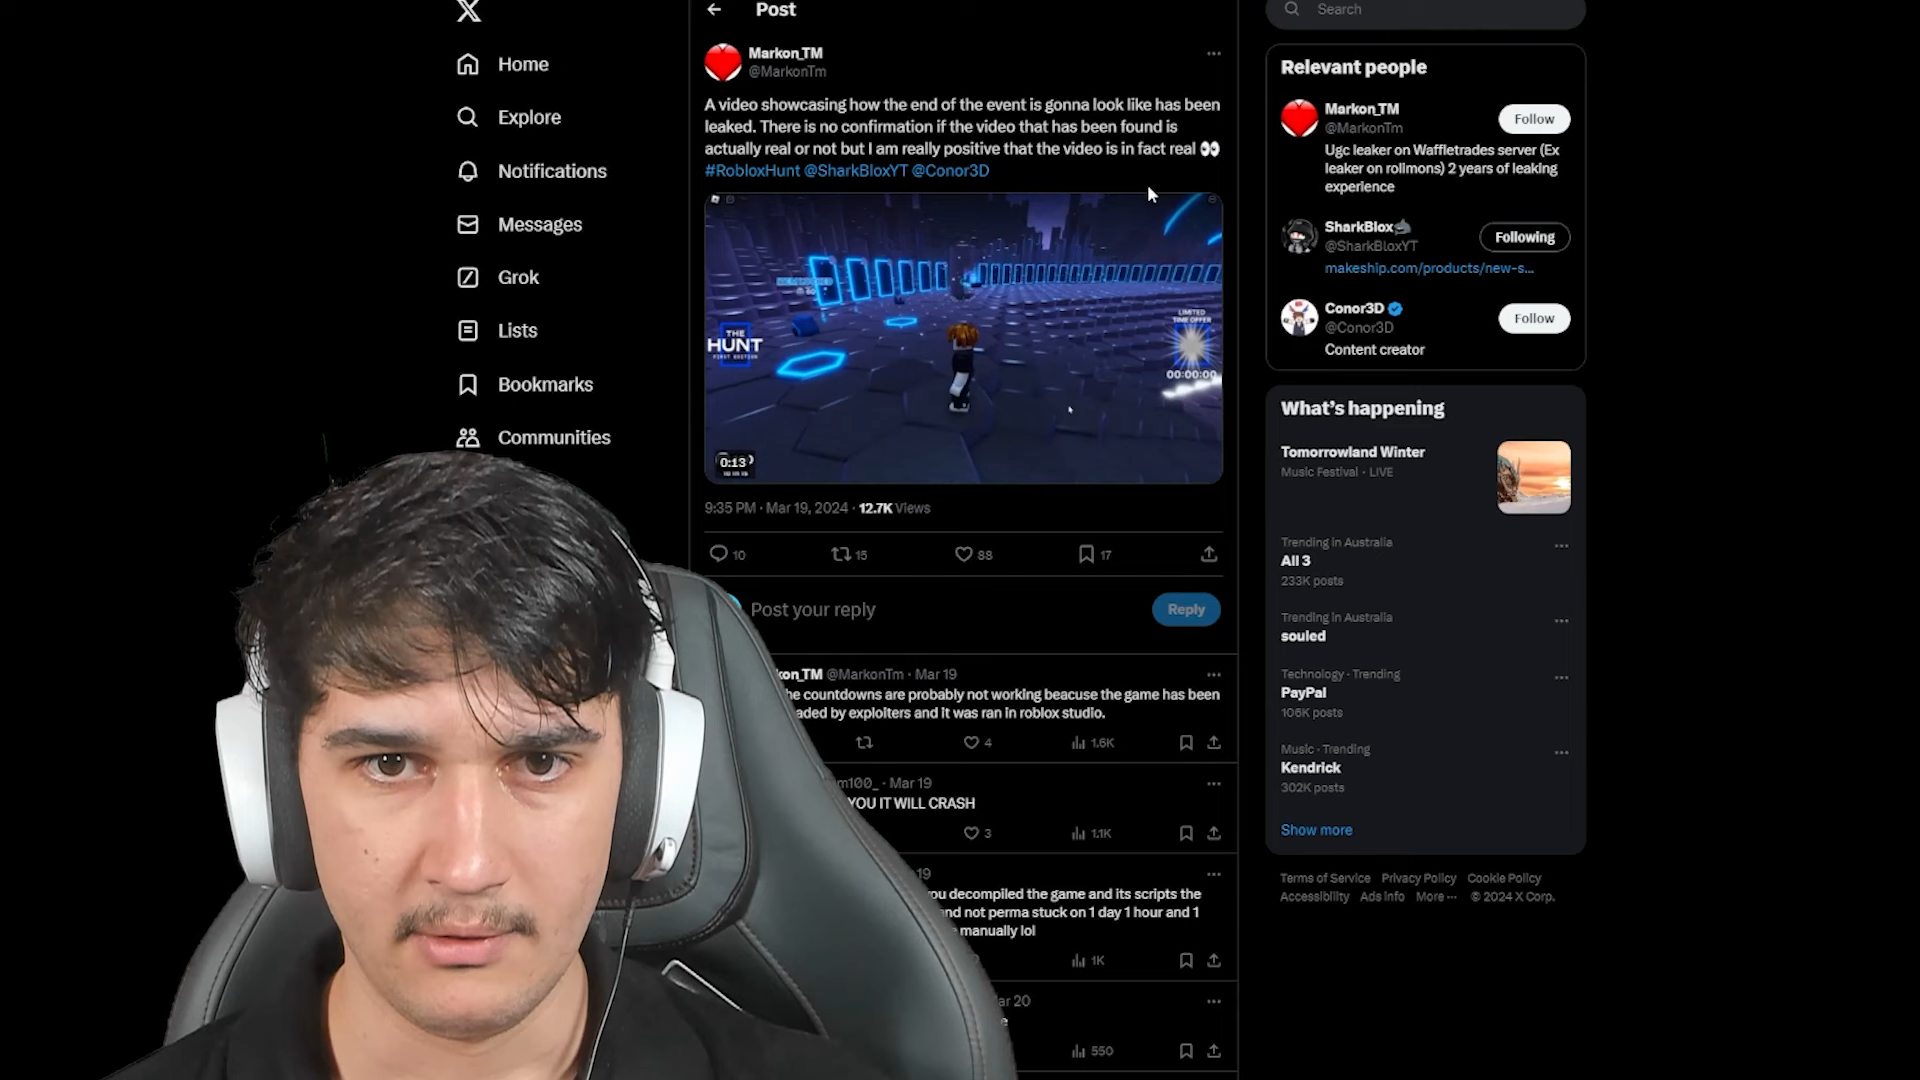 Home
Explore
Notifications
Messages
Grok
Lists
Bookmarks
Communities
Post
Markon_TM
@MarkonTm
A video showcasing how the end of the event is gonna look like has been
leaked. There is no confirmation if the video that has been found is
actually real or not but I am really positive that the video is in fact real 👀
#RobloxHunt @SharkBloxYT @Conor3D
THE
HUNT
FIRST EDITION
LIMITED
TIME OFFER
00:00:00
0:13
9:35 PM · Mar 19, 2024 · 12.7K Views
10
15
88
17
Post your reply
Reply
kon_TM @MarkonTm · Mar 19
he countdowns are probably not working beacuse the game has been
aded by exploiters and it was ran in roblox studio.
4
1.6K
m100_ · Mar 19
YOU IT WILL CRASH
3
1.1K
19
you decompiled the game and its scripts the
and not perma stuck on 1 day 1 hour and 1
manually lol
1K
ar 20
e
550
Search
Relevant people
Markon_TM
@MarkonTm
Follow
Ugc leaker on Waffletrades server (Ex
leaker on rollmons) 2 years of leaking
experience
SharkBlox🦈
@SharkBloxYT
Following
makeship.com/products/new-s...
Conor3D
@Conor3D
Follow
Content creator
What's happening
Tomorrowland Winter
Music Festival · LIVE
Trending in Australia
All 3
233K posts
Trending in Australia
souled
Technology · Trending
PayPal
106K posts
Music · Trending
Kendrick
302K posts
Show more
Terms of Service Privacy Policy Cookie Policy
Accessibility Ads info More ··· © 2024 X Corp.